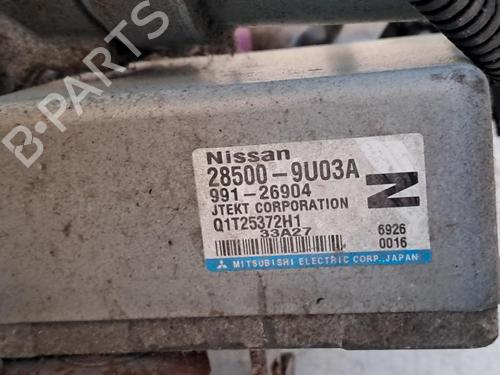 B-PARTS
Nissan
28500-9U03A
991-26904
JTEKT CORPORATION
Q1T25372H1
33A27
N
6926
0016
MITSUBISHI ELECTRIC CORP., JAPAN